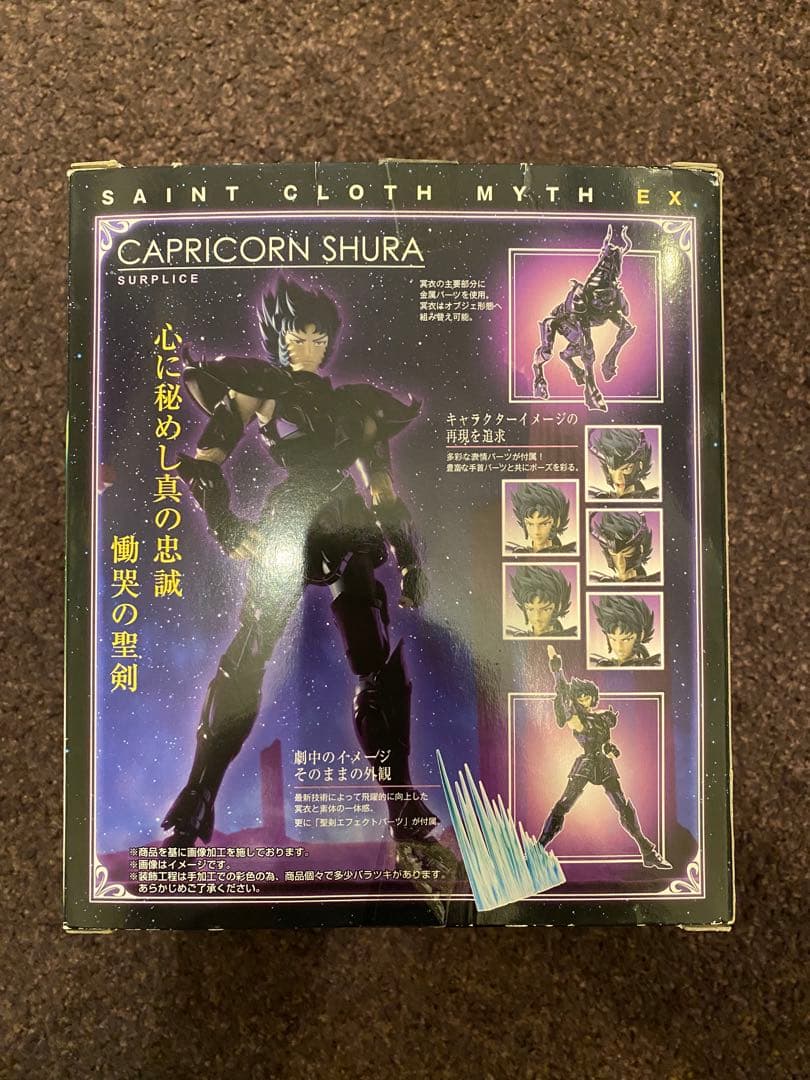 SAINT CLOTH MYTH EX
CAPRICORN SHURA
SURPLICE
冥衣の主要部分に
金属パーツを使用。
冥衣はオブジェ形態へ
組み替え可能。
心に秘めし真の忠誠
慟哭の聖剣
キャラクターイメージの
再現を追求
多彩な表情パーツが付属!
豊富な手首パーツと共にポーズを彩る。
劇中のイメージ
そのままの外観
最新技術によって飛躍的に向上した
冥衣と素体の一体感。
更に「聖剣エフェクトパーツ」が付属。
※商品を基に画像加工を施しております。
※画像はイメージです。
※装飾工程は手加工での彩色の為、商品個々で多少バラツキがあります。
あらかじめご了承ください。